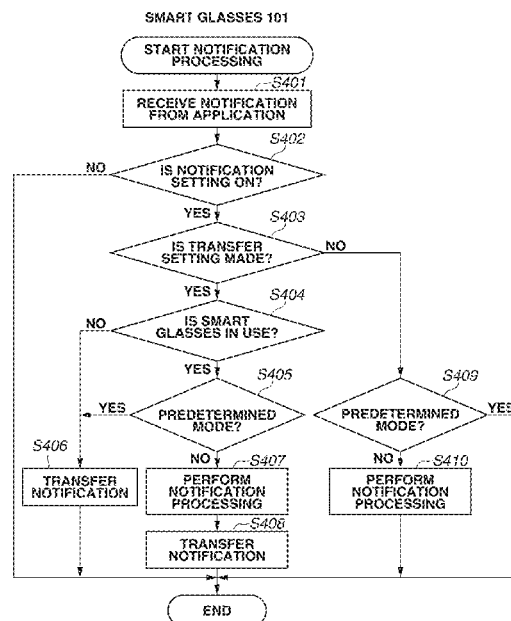 SMART GLASSES 101
START NOTIFICATION
PROCESSING
S401
RECEIVE NOTIFICATION
FROM APPLICATION
S402
NO
IS NOTIFICATION
SETTING ON?
YES
S403
IS TRANSFER
SETTING MADE?
NO
YES
S404
NO
IS SMART
GLASSES IN USE?
YES
S405
S409
YES
PREDETERMINED
MODE?
PREDETERMINED
MODE?
YES
S406
NO
S407
NO
S410
TRANSFER
NOTIFICATION
PERFORM
NOTIFICATION
PROCESSING
PERFORM
NOTIFICATION
PROCESSING
S408
TRANSFER
NOTIFICATION
END